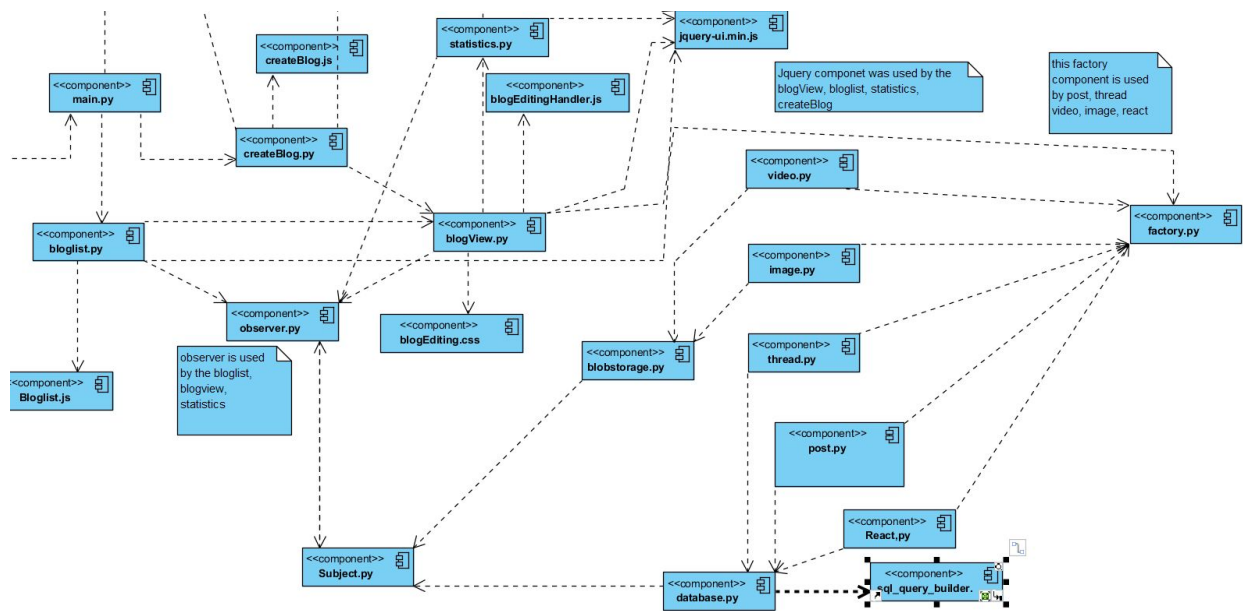 <<component>>
jquery-ui.min.js
<<component>>
statistics.py
<<component>>
createBlog.js
<<component>>
main.py
<<component>>
blogEditingHandler.js
Jquery componet was used by the
blogView, bloglist, statistics,
createBlog
this factory
component is used
by post, thread
video, image, react
<<component>>
createBlog.py
<<component>>
video.py
<<component>>
bloglist.py
<<component>>
blogView.py
<<component>>
factory.py
<<component>>
image.py
<<component>>
observer.py
<<component>>
blogEditing.css
<<component>>
blobstorage.py
<<component>>
thread.py
observer is used
by the bloglist,
blogview,
statistics
<component>>
Bloglist.js
<<component>>
post.py
<<component>>
React,py
<<component>>
Subject.py
<<component>>
database.py
<<component>>
sql_query_builder.